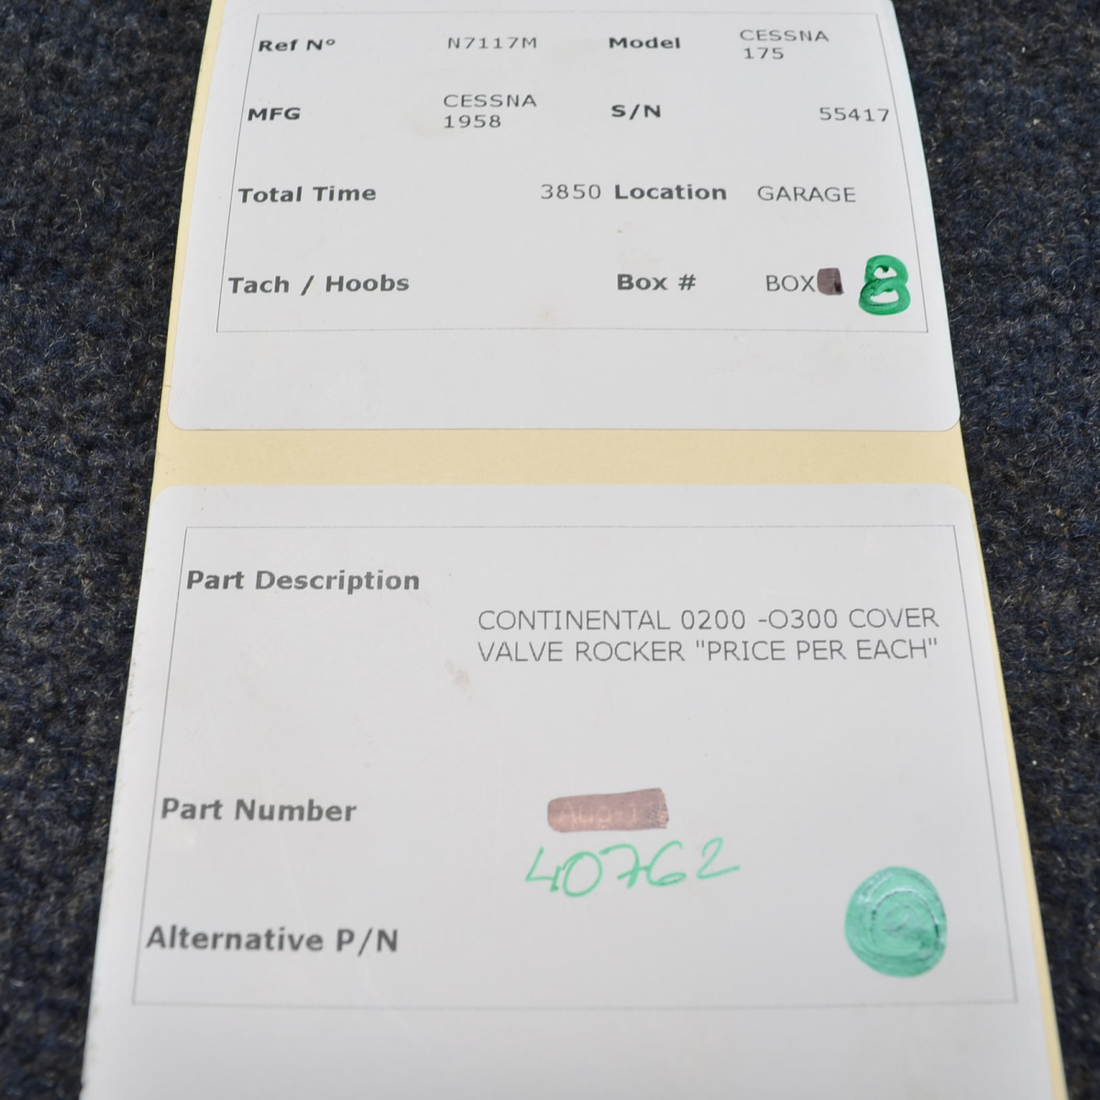 Ref Nº N7117M Model CESSNA 175
MFG CESSNA 1958 S/N 55417
Total Time 3850 Location GARAGE
Tach / Hoobs Box # BOX 8
Part Description
CONTINENTAL 0200 -O300 COVER
VALVE ROCKER "PRICE PER EACH"
Part Number
40762
Alternative P/N